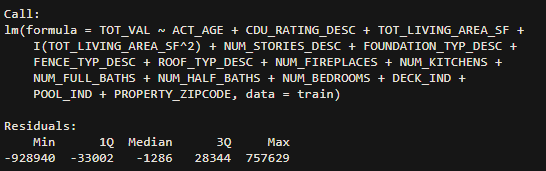 Call:
lm(formula = TOT_VAL ~ ACT_AGE + CDU_RATING_DESC + TOT_LIVING_AREA_SF +
I(TOT_LIVING_AREA_SF^2) + NUM_STORIES_DESC + FOUNDATION_TYP_DESC +
FENCE_TYP_DESC + ROOF_TYP_DESC + NUM_FIREPLACES + NUM_KITCHENS +
NUM_FULL_BATHS + NUM_HALF_BATHS + NUM_BEDROOMS + DECK_IND +
POOL_IND + PROPERTY_ZIPCODE, data = train)
Residuals:
Min 1Q Median 3Q Max
-928940 -33002 -1286 28344 757629